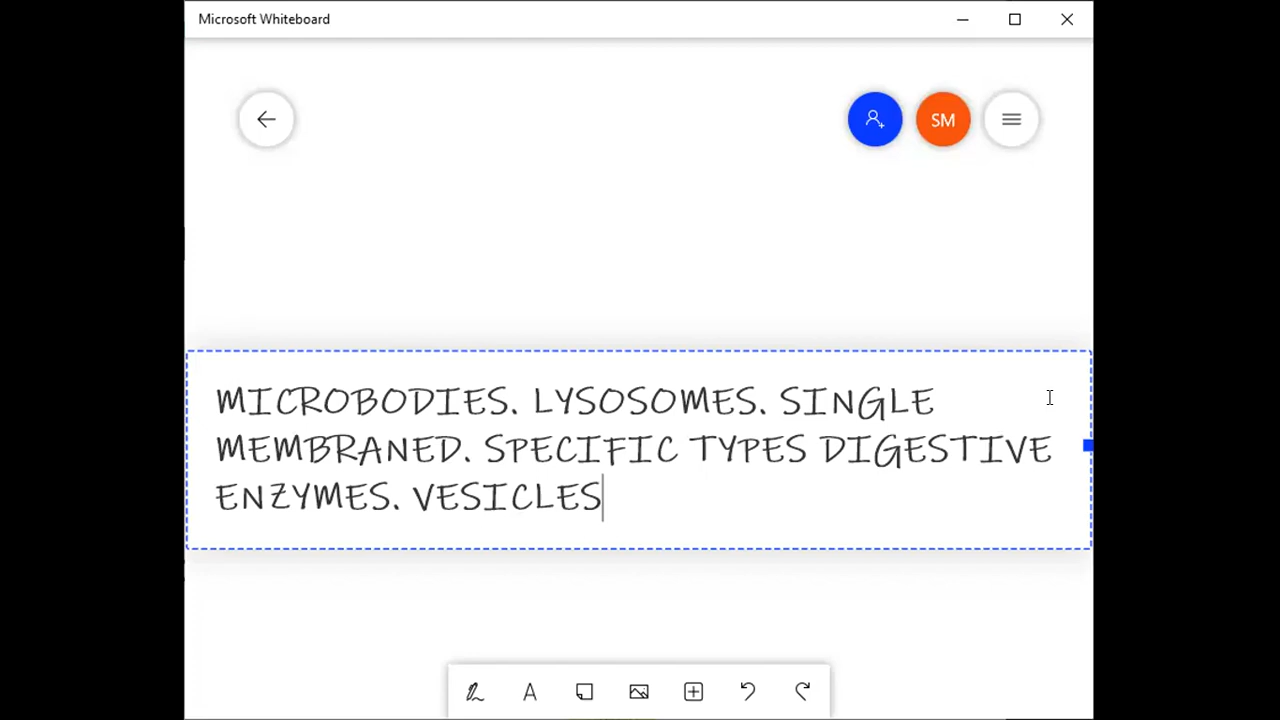 Microsoft Whiteboard
SM
MICROBODIES. LYSOSOMES. SINGLE
MEMBRANED. SPECIFIC TYPES DIGESTIVE
ENZYMES. VESICLES